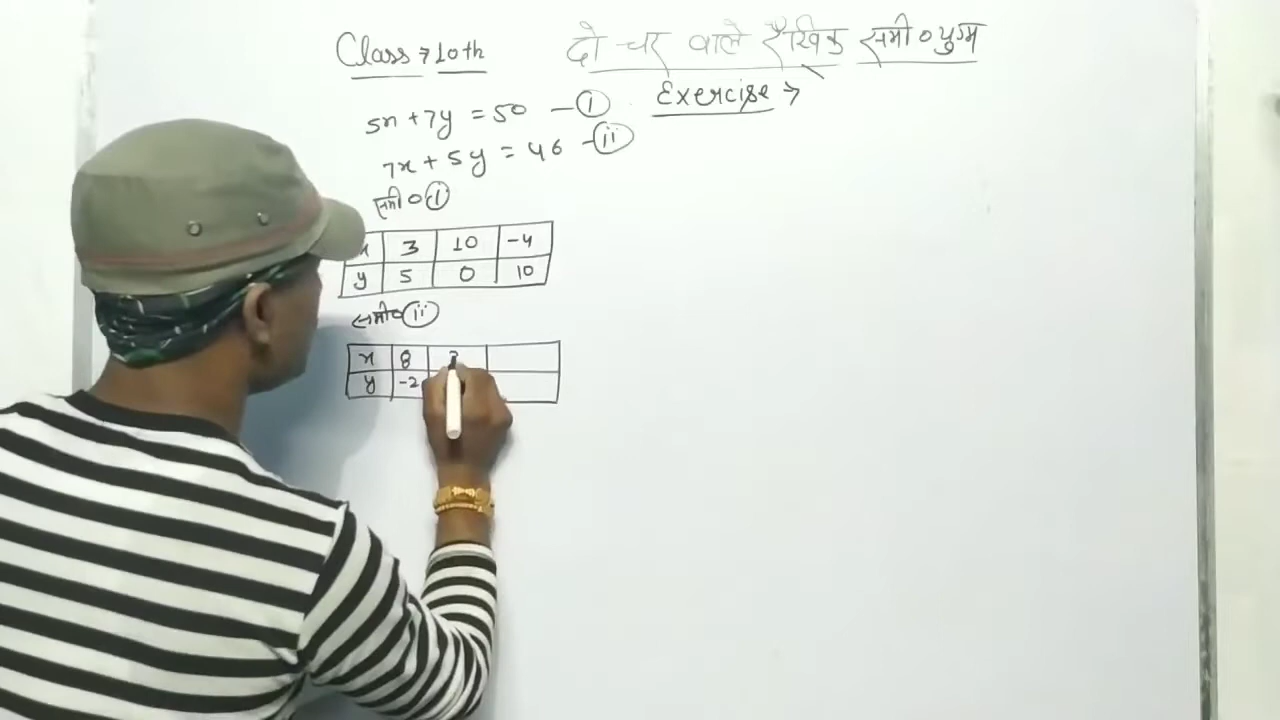 Class → 10th
दो चर वाले रैखिक समी० युग्म
Exercise →
5x + 7y = 50 — (i)
7x + 5y = 46 — (ii)
समी० (i)
x 3 10 -4
y 5 0 10
समी० (ii)
x 8 3
y -2